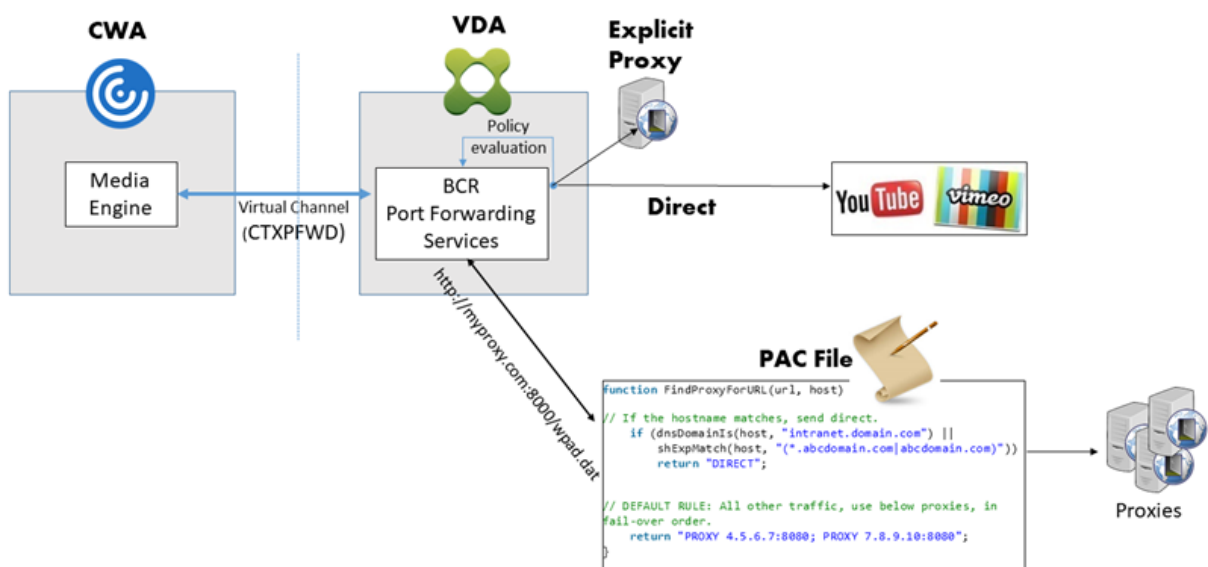 CWA
VDA
Explicit
Proxy
Policy
evaluation
Media
Engine
Virtual Channel
(CTXPFWD)
BCR
Port Forwarding
Services
Direct
YouTube
vimeo
http://myproxy.com:8000/wpad.dat
PAC File
function FindProxyForURL(url, host)
// If the hostname matches, send direct.
if (dnsDomainIs(host, "intranet.domain.com") ||
shExpMatch(host, "(*.abcdomain.com|abcdomain.com)"))
return "DIRECT";
// DEFAULT RULE: All other traffic, use below proxies, in
fail-over order.
return "PROXY 4.5.6.7:8080; PROXY 7.8.9.10:8080";
}
Proxies